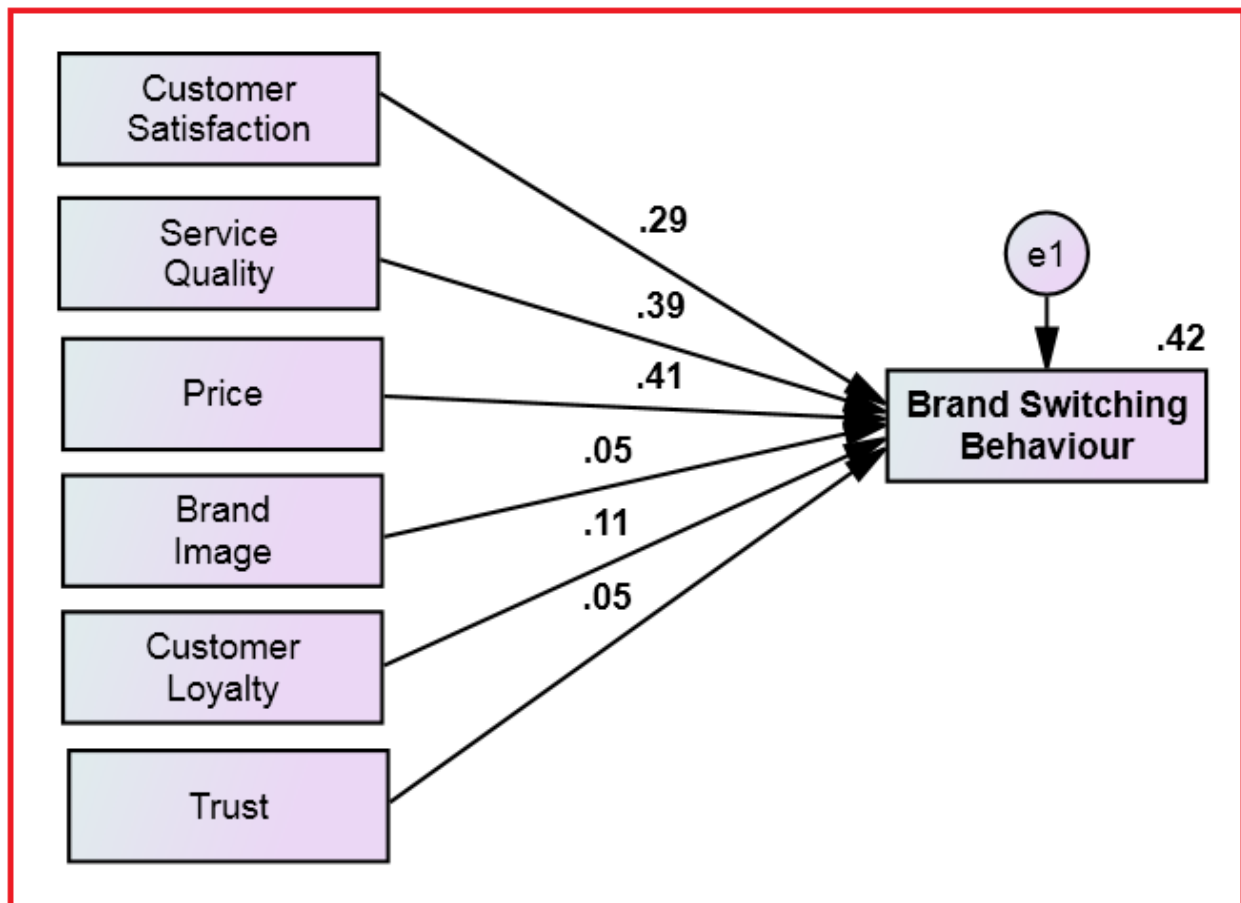 Customer
Satisfaction
Service
Quality
Price
Brand
Image
Customer
Loyalty
Trust
.29
.39
.41
.05
.11
.05
e1
.42
Brand Switching
Behaviour